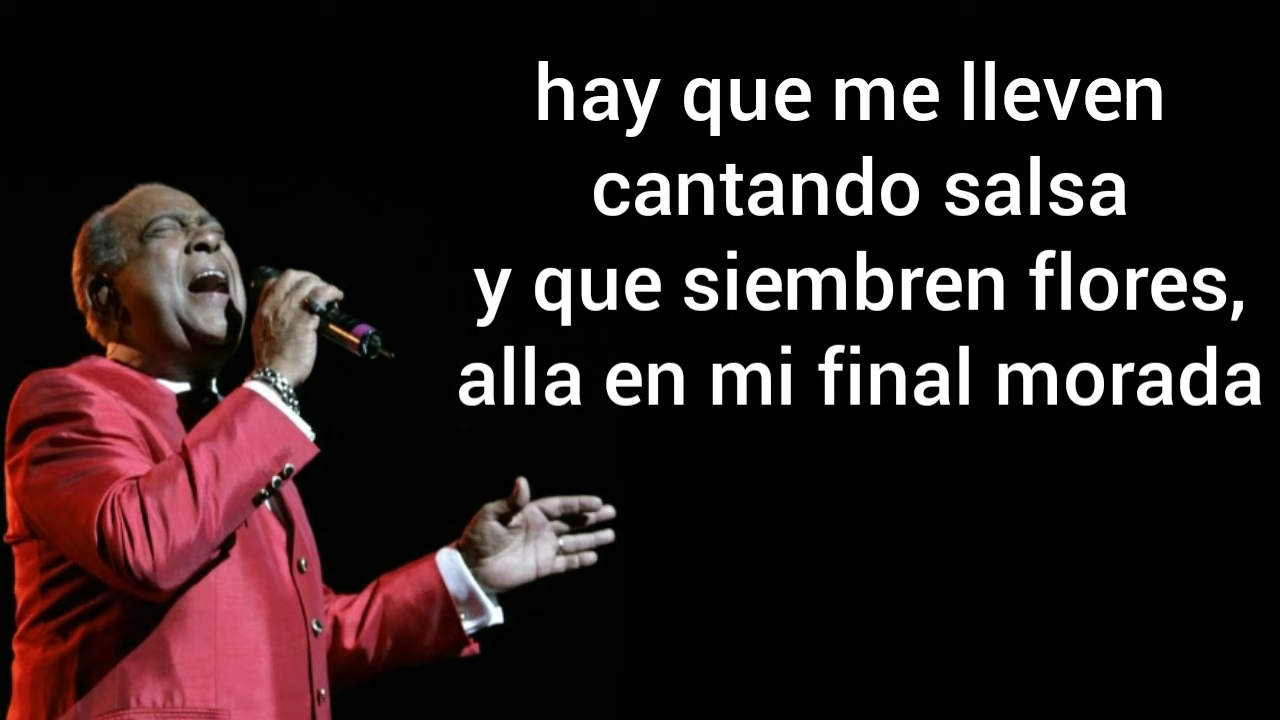 hay que me lleven
cantando salsa
y que siembren flores,
alla en mi final morada